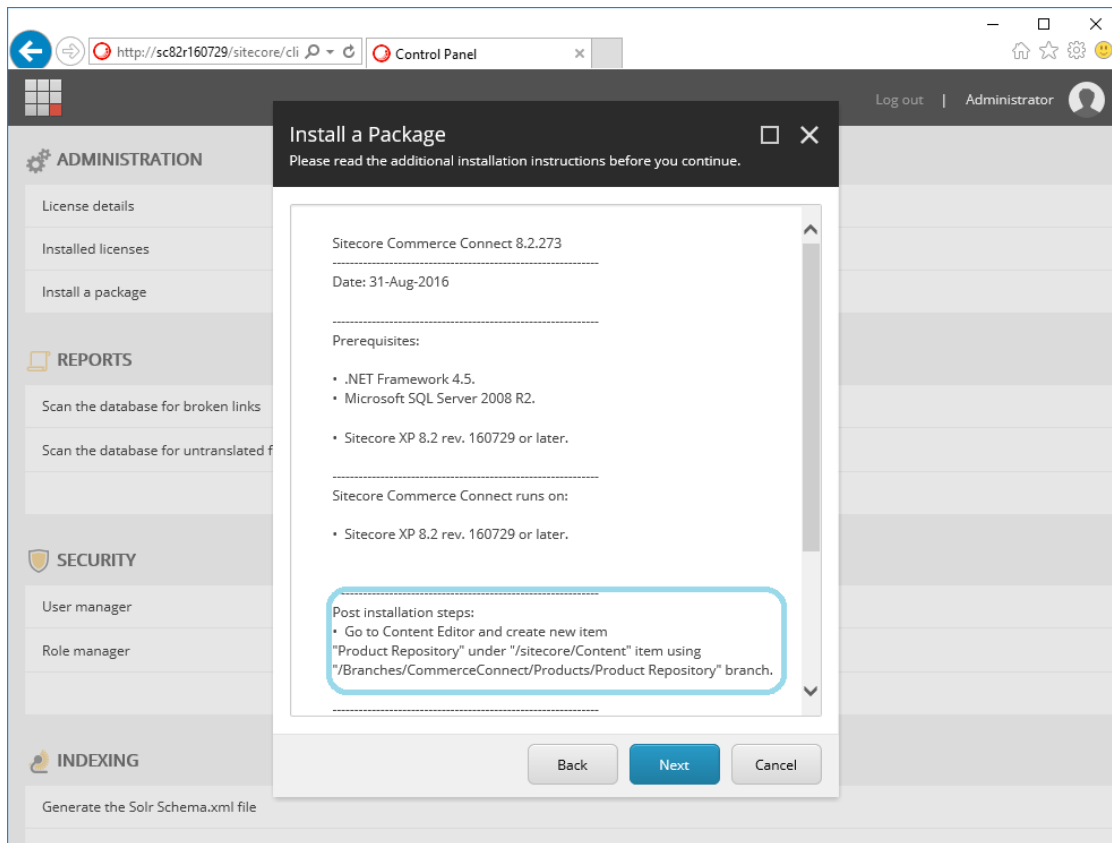 http://sc82r160729/sitecore/cli
Control Panel
Log out | Administrator
ADMINISTRATION
License details
Installed licenses
Install a package
REPORTS
Scan the database for broken links
Scan the database for untranslated f
SECURITY
User manager
Role manager
INDEXING
Generate the Solr Schema.xml file
Install a Package
Please read the additional installation instructions before you continue.
Sitecore Commerce Connect 8.2.273
Date: 31-Aug-2016
Prerequisites:
• .NET Framework 4.5.
• Microsoft SQL Server 2008 R2.
• Sitecore XP 8.2 rev. 160729 or later.
Sitecore Commerce Connect runs on:
• Sitecore XP 8.2 rev. 160729 or later.
Post installation steps:
• Go to Content Editor and create new item
"Product Repository" under "/sitecore/Content" item using
"/Branches/CommerceConnect/Products/Product Repository" branch.
Back
Next
Cancel